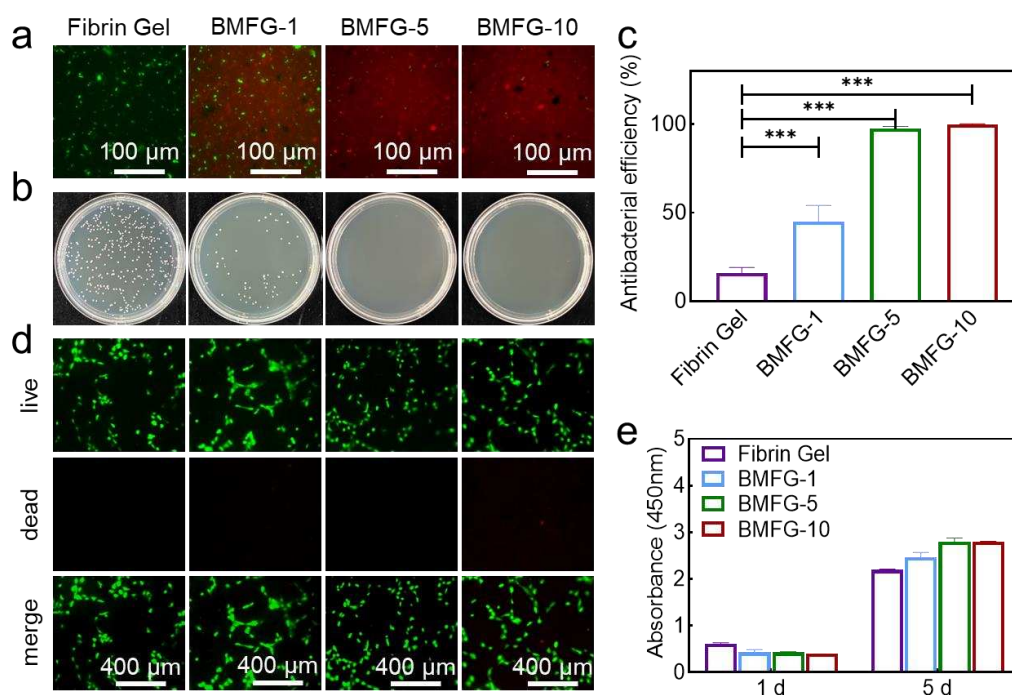 a
Fibrin Gel BMFG-1 BMFG-5 BMFG-10
100 μm 100 μm 100 μm 100 μm
b
c
Antibacterial efficiency (%)
100
50
0
***
***
***
Fibrin Gel BMFG-1 BMFG-5 BMFG-10
d
live
dead
merge
400 μm 400 μm 400 μm 400 μm
e
Absorbance (450nm)
5
4
3
2
1
0
Fibrin Gel
BMFG-1
BMFG-5
BMFG-10
1 d 5 d